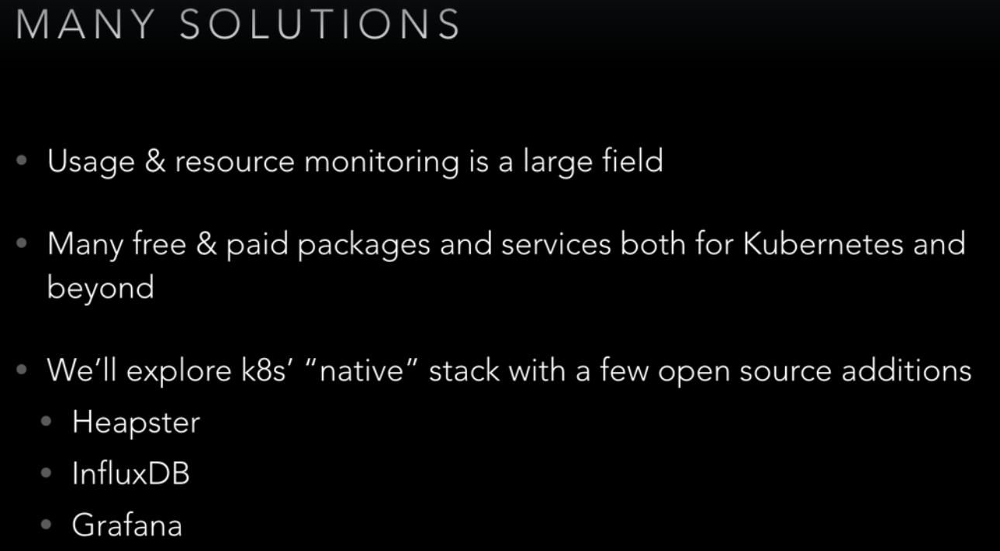 MANY SOLUTIONS
• Usage & resource monitoring is a large field
• Many free & paid packages and services both for Kubernetes and
beyond
• We’ll explore k8s’ “native” stack with a few open source additions
• Heapster
• InfluxDB
• Grafana